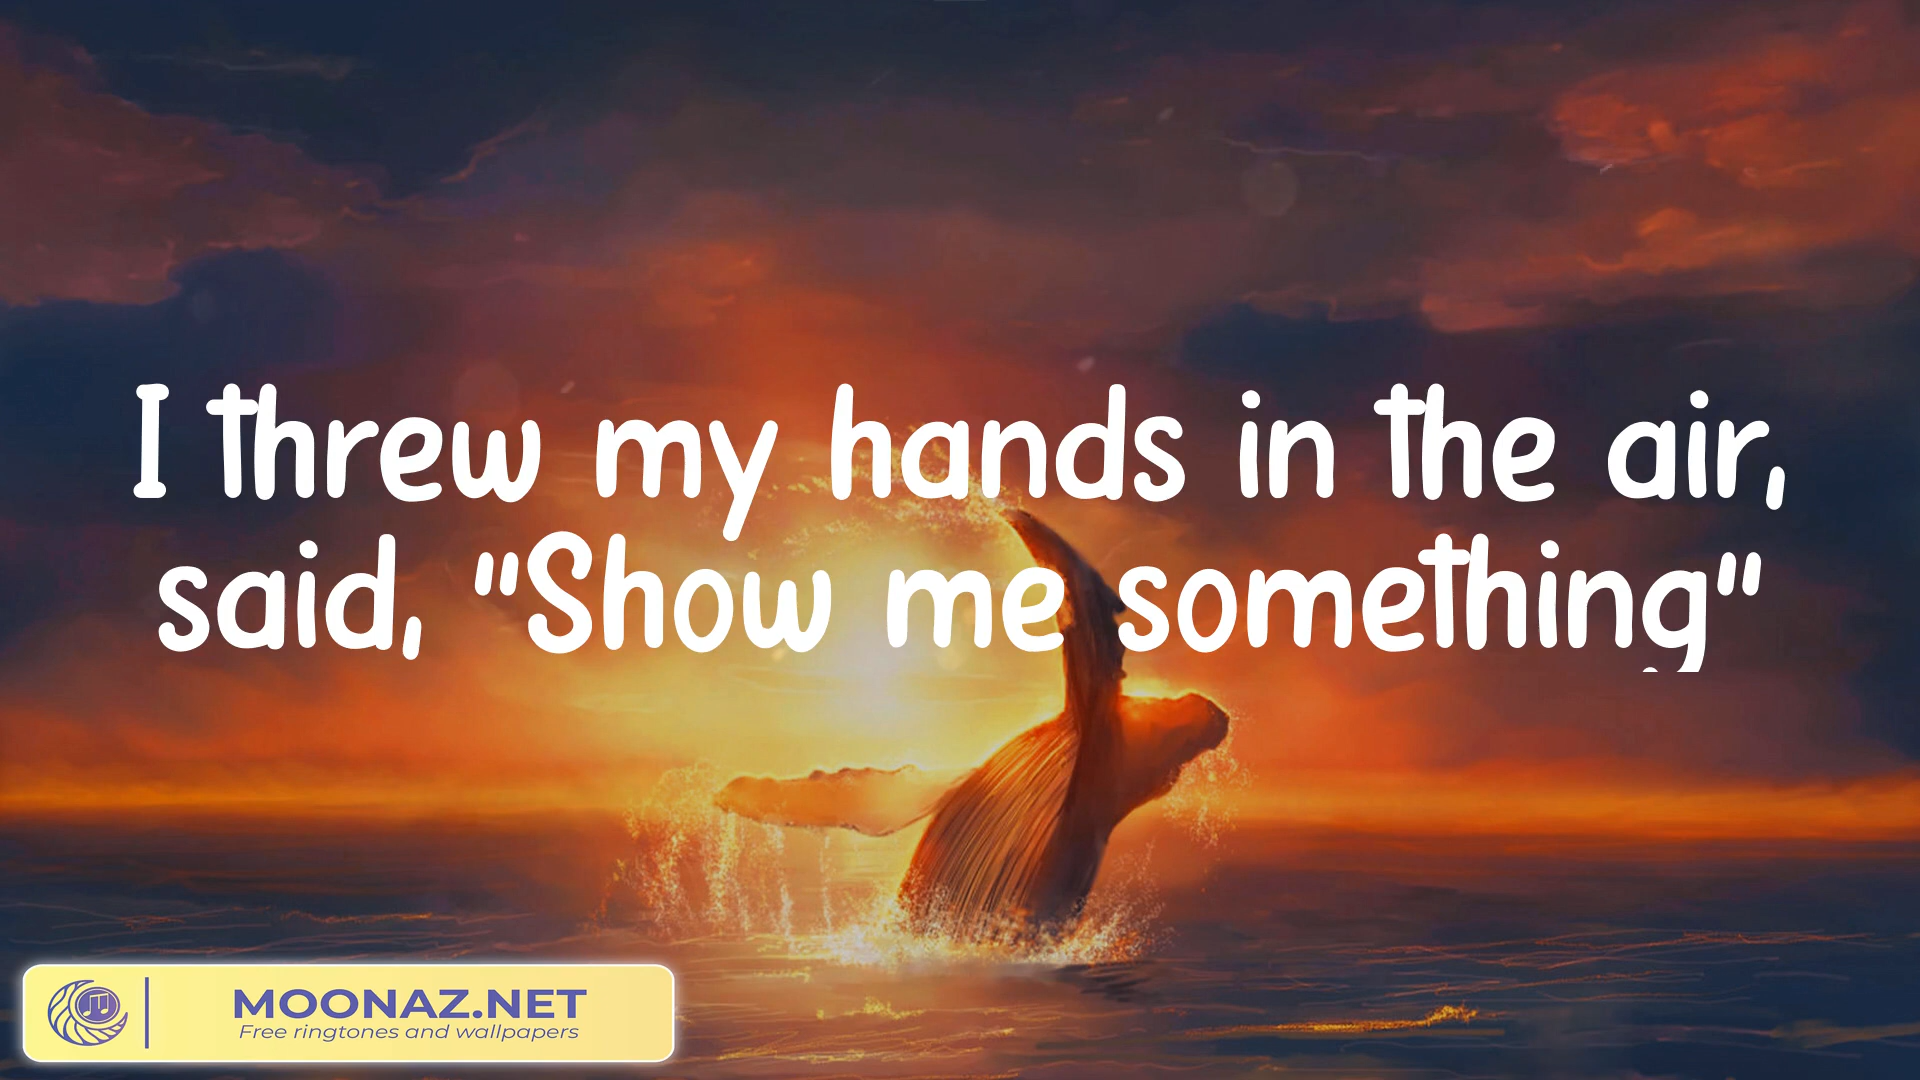 I threw my hands in the air,
said, "Show me something"
MOONAZ.NET
Free ringtones and wallpapers